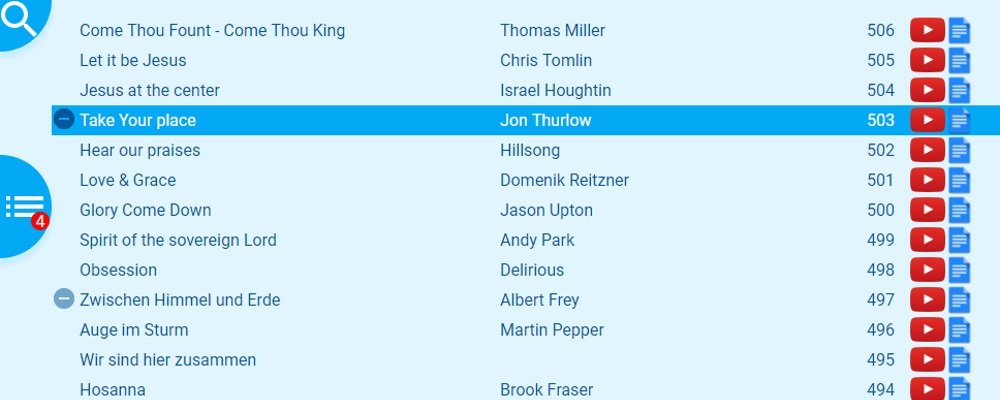 Come Thou Fount - Come Thou King Thomas Miller 506
Let it be Jesus Chris Tomlin 505
Jesus at the center Israel Houghtin 504
Take Your place Jon Thurlow 503
Hear our praises Hillsong 502
Love & Grace Domenik Reitzner 501
4
Glory Come Down Jason Upton 500
Spirit of the sovereign Lord Andy Park 499
Obsession Delirious 498
Zwischen Himmel und Erde Albert Frey 497
Auge im Sturm Martin Pepper 496
Wir sind hier zusammen 495
Hosanna Brook Fraser 494